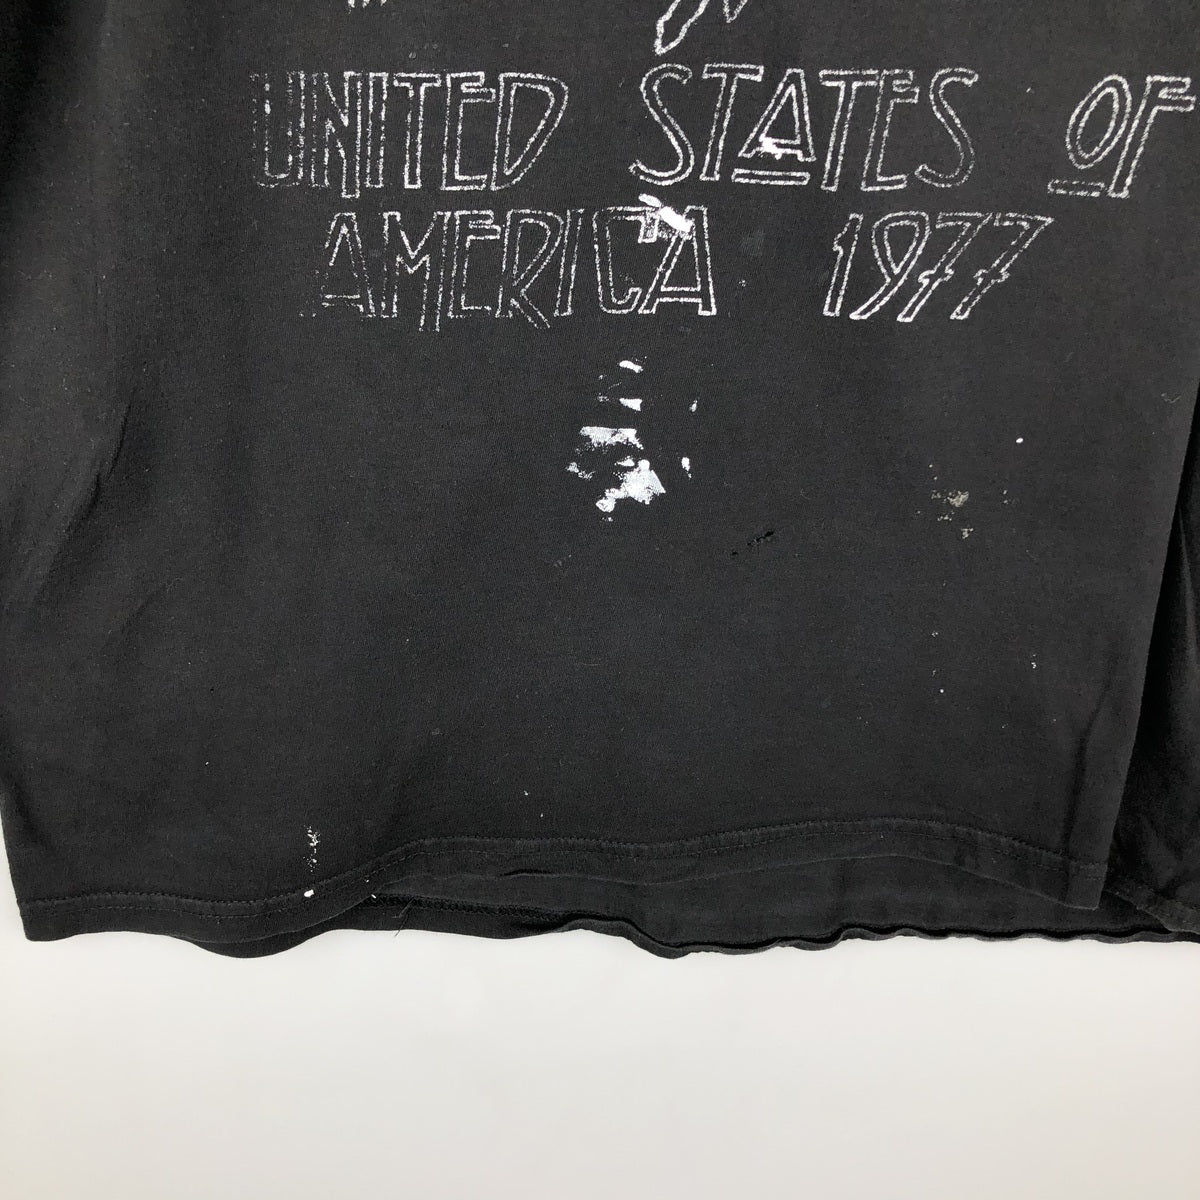 UNITED STATES OF
AMERICA 1977